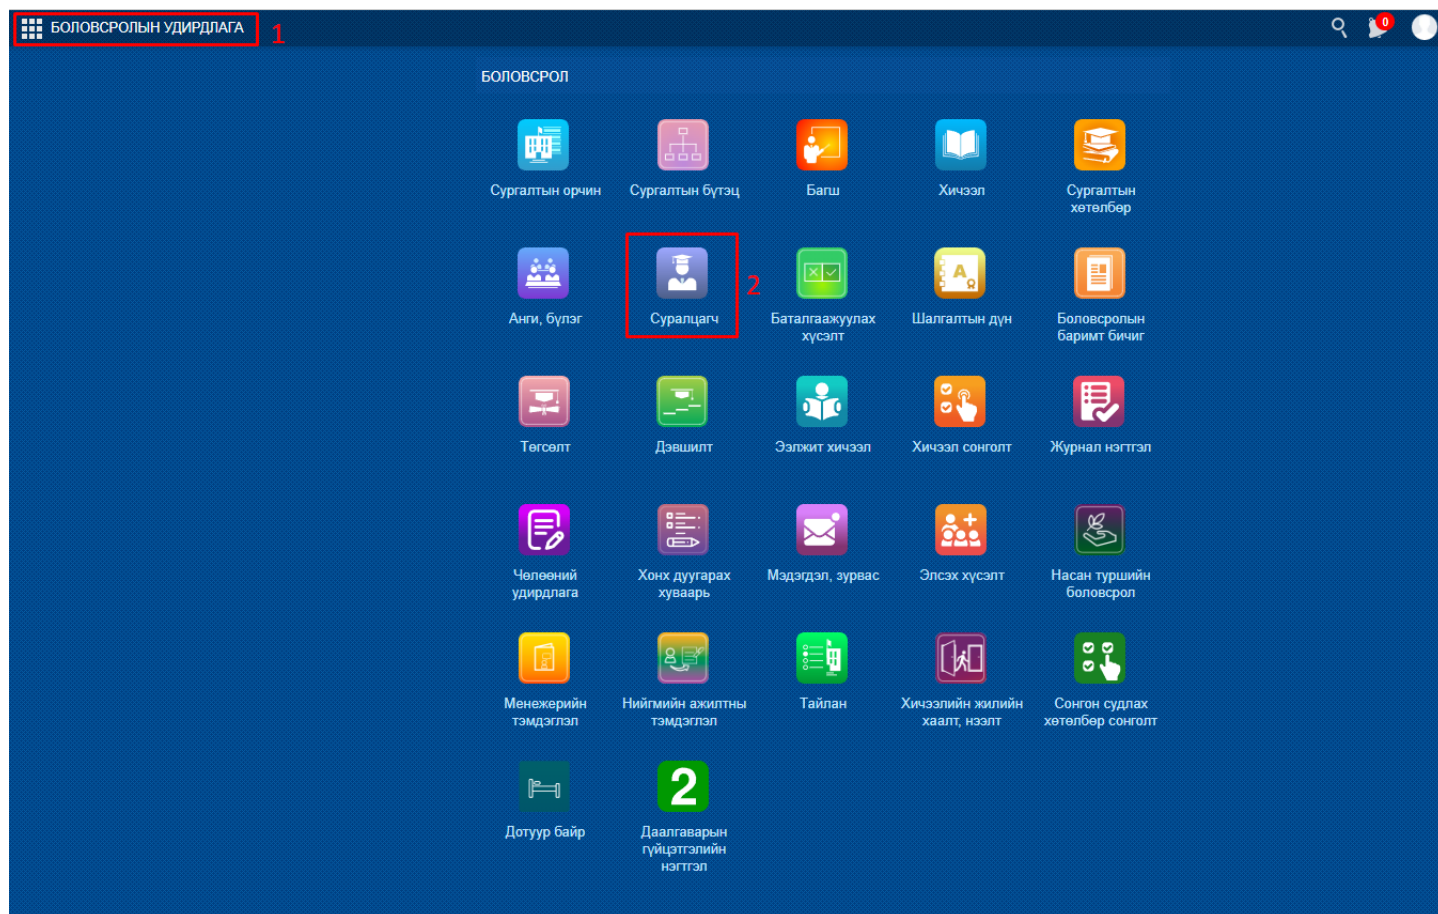 БОЛОВСРОЛЫН УДИРДЛАГА 1 0
БОЛОВСРОЛ
Сургалтын орчин Сургалтын бүтэц Багш Хичээл Сургалтын
хөтөлбөр
A
2
Анги, бүлэг Суралцагч Баталгаажуулах Шалгалтын дүн Боловсролын
хүсэлт баримт бичиг
Төгсөлт Дэвшилт Ээлжит хичээл Хичээл сонголт Журнал нэгтгэл
Чөлөөний Хонх дуугарах Мэдэгдэл, зурвас Элсэх хүсэлт Насан туршийн
удирдлага хуваарь боловсрол
Менежерийн Нийгмийн ажилтны Тайлан Хичээлийн жилийн Сонгон судлах
тэмдэглэл тэмдэглэл хаалт, нээлт хөтөлбөр сонголт
2
Дотуур байр Даалгаварын
гүйцэтгэлийн
нэгтгэл